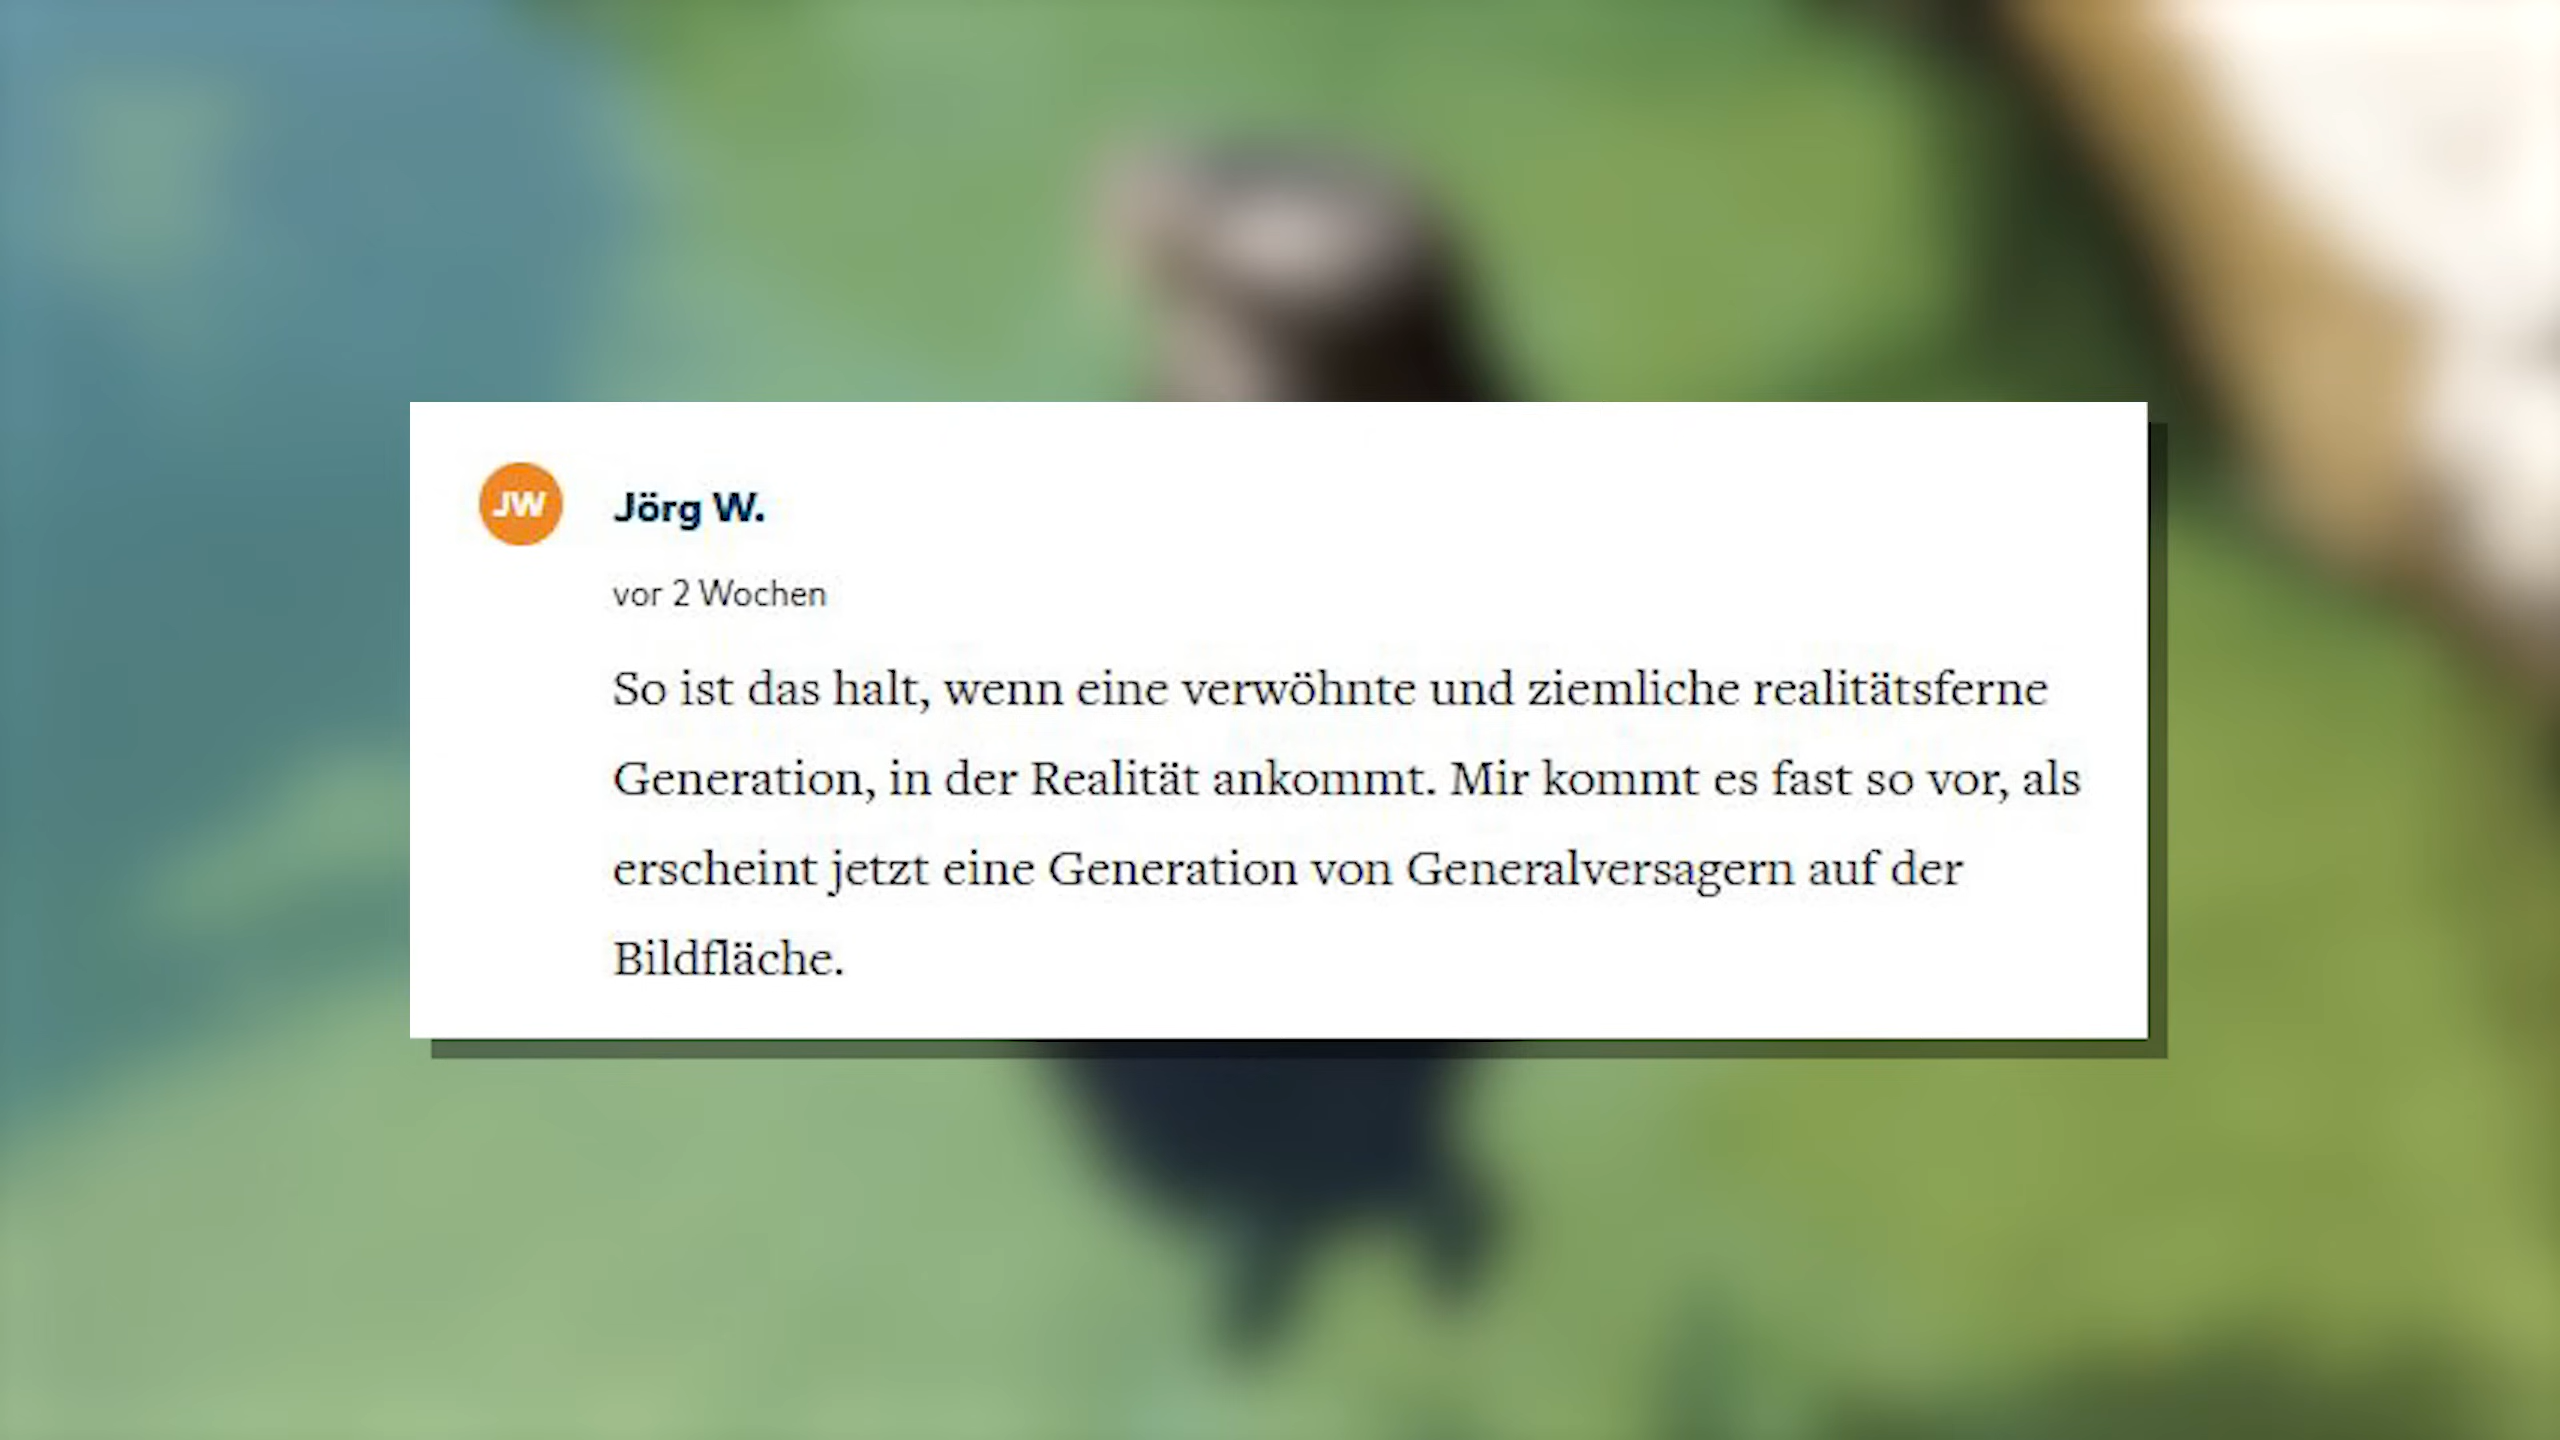 JW
Jörg W.
vor 2 Wochen
So ist das halt, wenn eine verwöhnte und ziemliche realitätsferne
Generation, in der Realität ankommt. Mir kommt es fast so vor, als
erscheint jetzt eine Generation von Generalversagern auf der
Bildfläche.